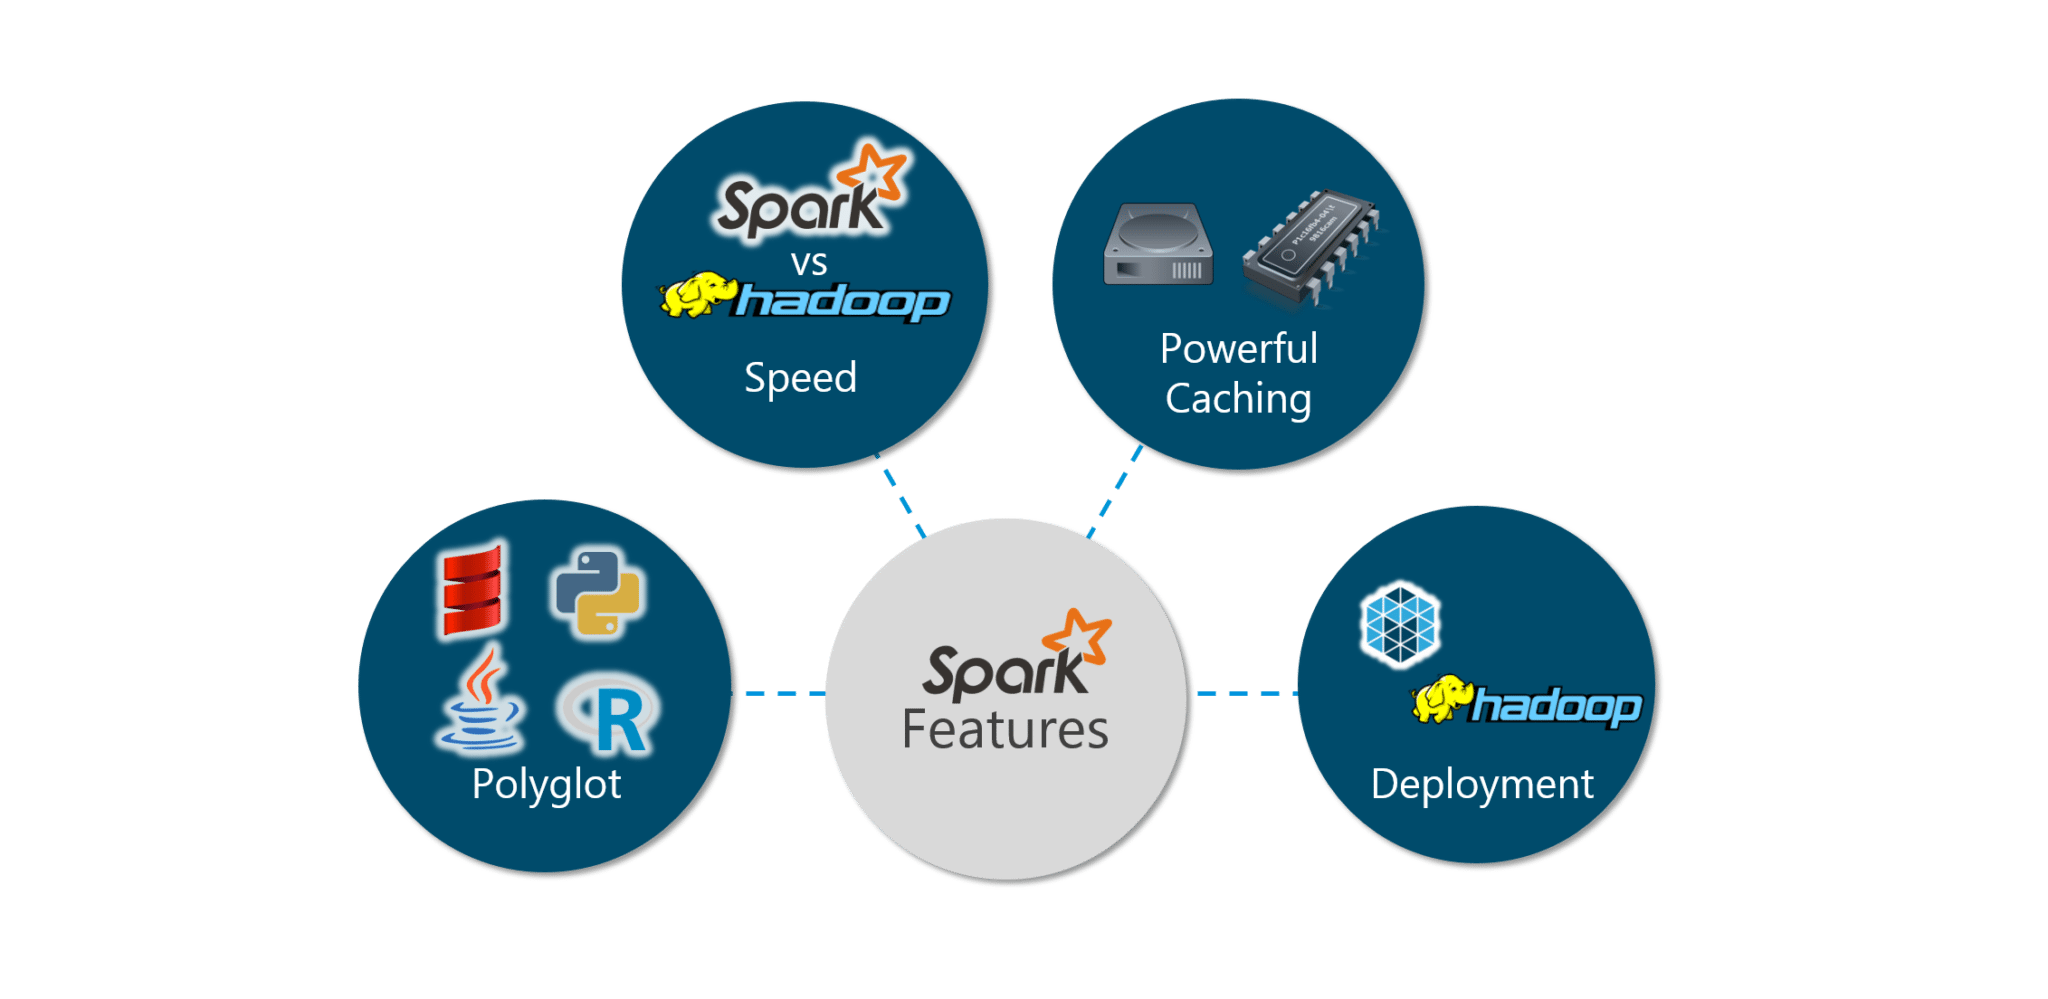 Spark
vs
hadoop
Speed
Powerful
Caching
R
Polyglot
Spark
Features
hadoop
Deployment